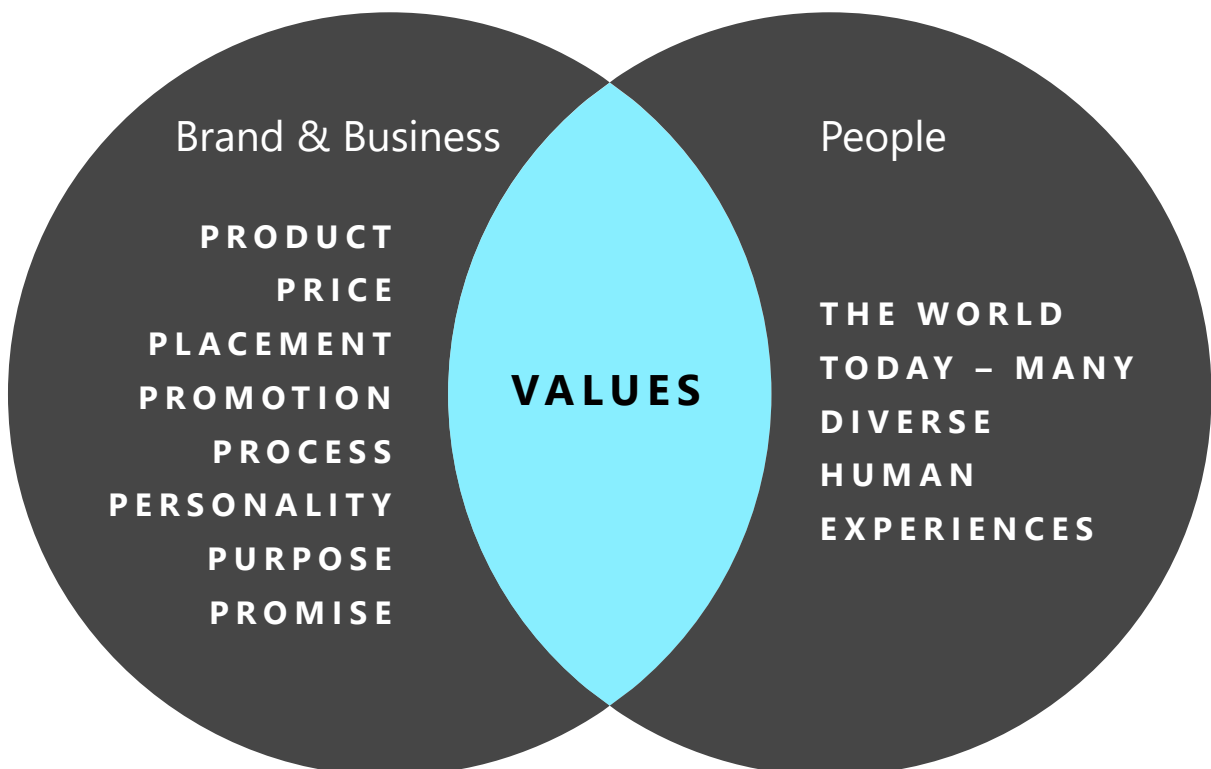 Brand & Business
PRODUCT
PRICE
PLACEMENT
PROMOTION
PROCESS
PERSONALITY
PURPOSE
PROMISE
VALUES
People
THE WORLD
TODAY – MANY
DIVERSE
HUMAN
EXPERIENCES